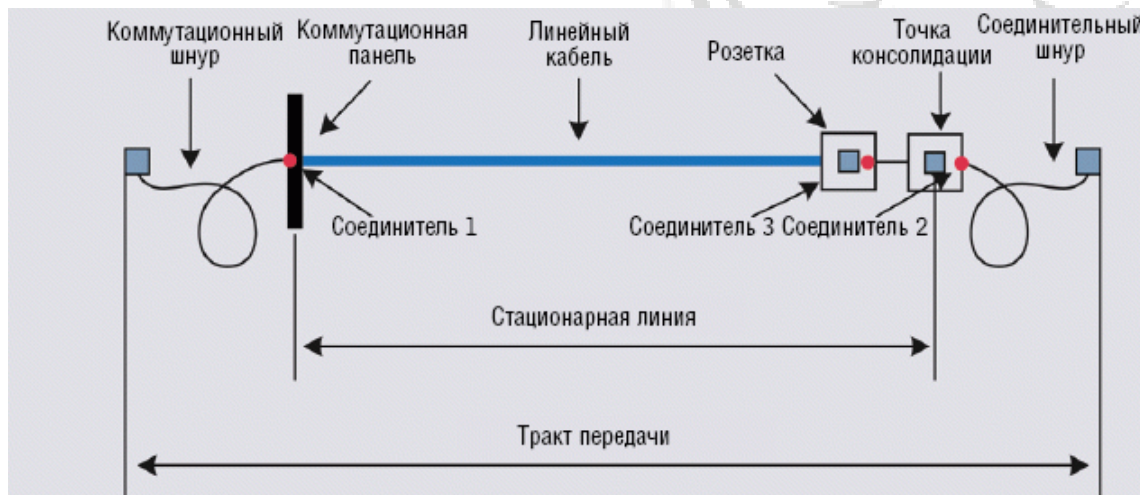 Коммутационный
шнур
Коммутационная
панель
Линейный
кабель
Розетка
Точка
консолидации
Соединительный
шнур
Соединитель 1
Соединитель 3
Соединитель 2
Стационарная линия
Тракт передачи